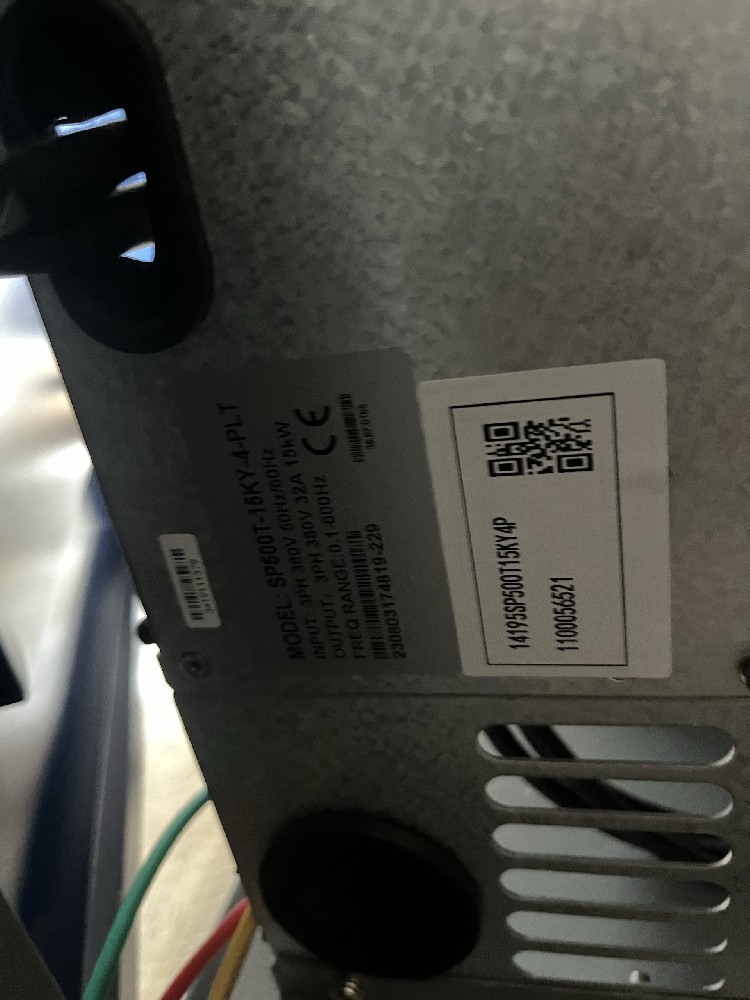 MODEL: SP500T-15KY-4-PLT
INPUT: 3PH 380V 50Hz/60Hz
OUTPUT: 3PH 380V 32A 15kW
FREQ RANGE:0.1-600Hz
230803174819-229
CE
14195SP500T15KY4P
1100056521